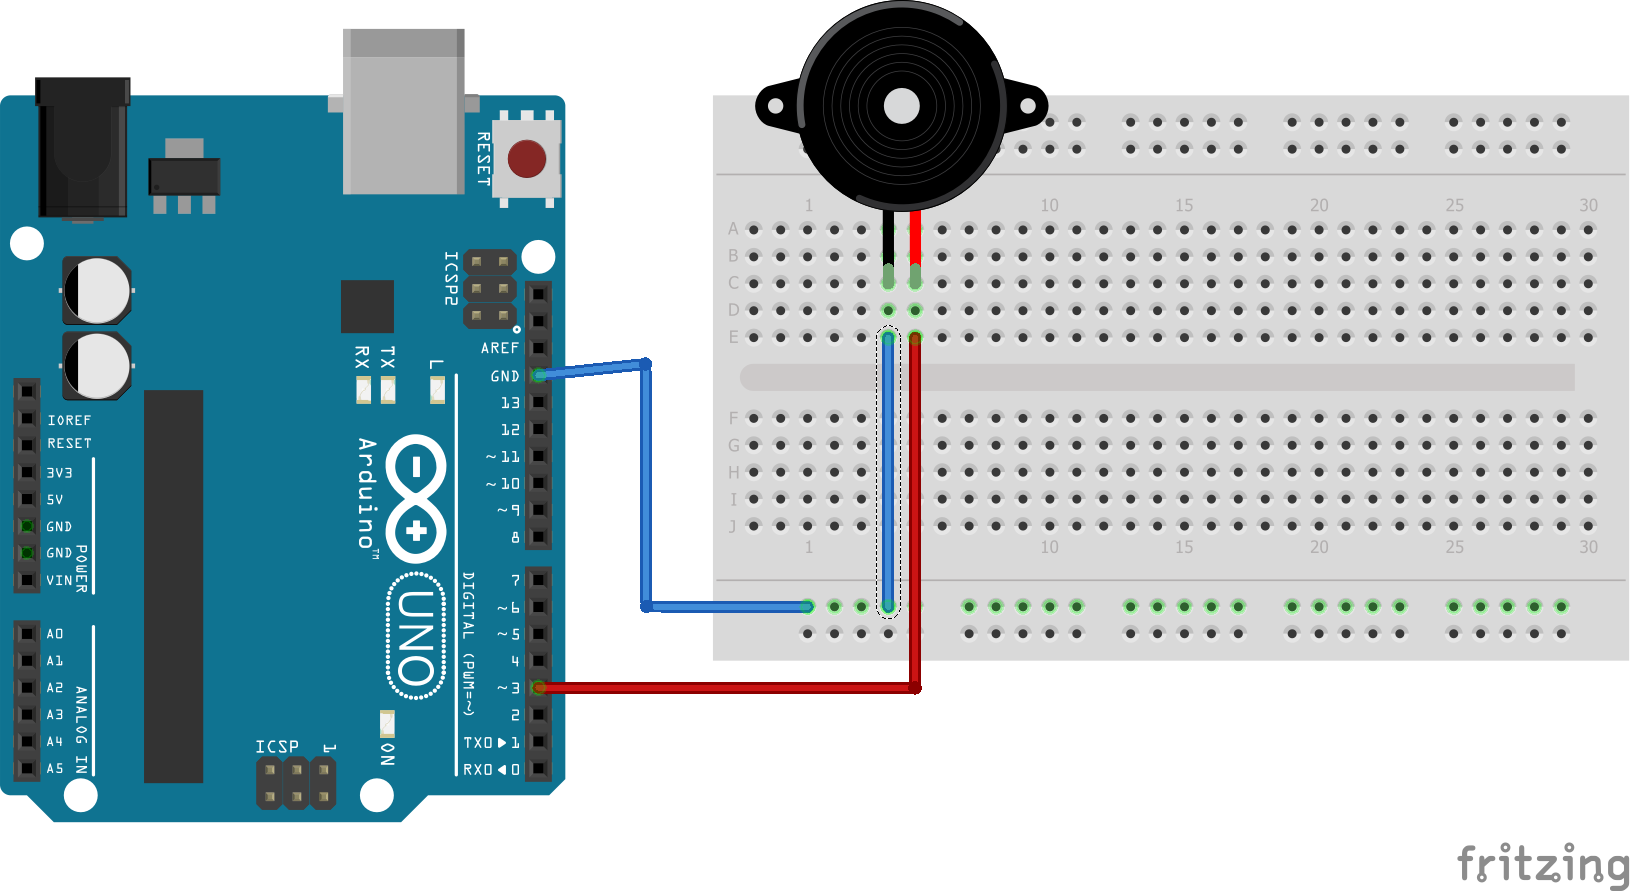 RESET
ICSP2
AREF
GND
RX TX L
13
12
~11
~10
~9
8
IOREF
RESET
3V3
5V
GND
GND
VIN
POWER
Arduino™
UNO
DIGITAL (PWM=~)
7
~6
~5
4
~3
2
TX0▶1
RX0◀0
A0
A1
A2
A3
A4
A5
ANALOG IN
ON
ICSP 1
1 10 15 20 25 30
A
B
C
D
E
F
G
H
I
J
1 10 15 20 25 30
fritzing